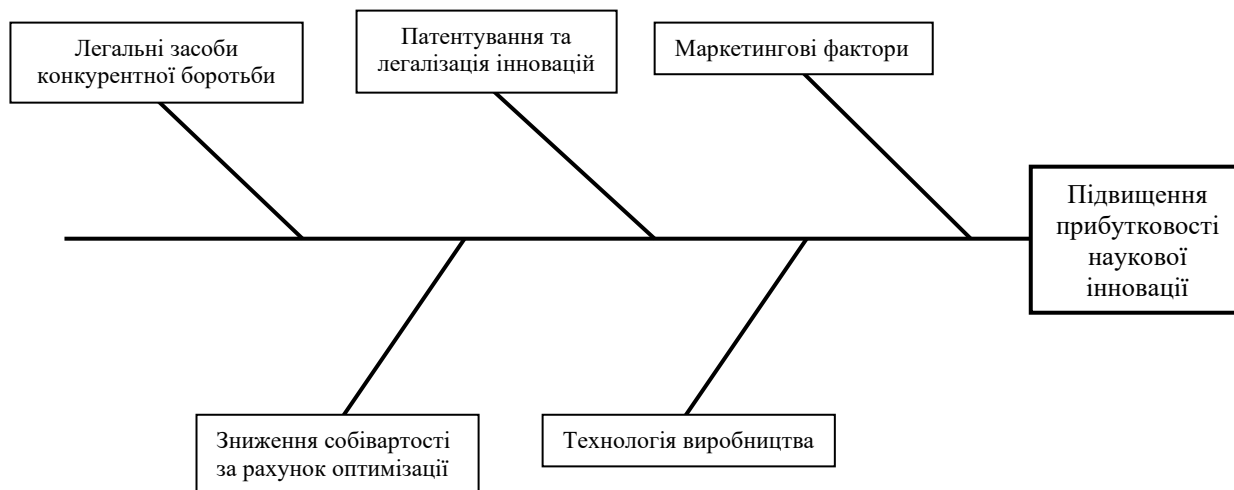 Легальні засоби
конкурентної боротьби
Патентування та
легалізація інновацій
Маркетингові фактори
Підвищення
прибутковості
наукової
інновації
Зниження собівартості
за рахунок оптимізації
Технологія виробництва